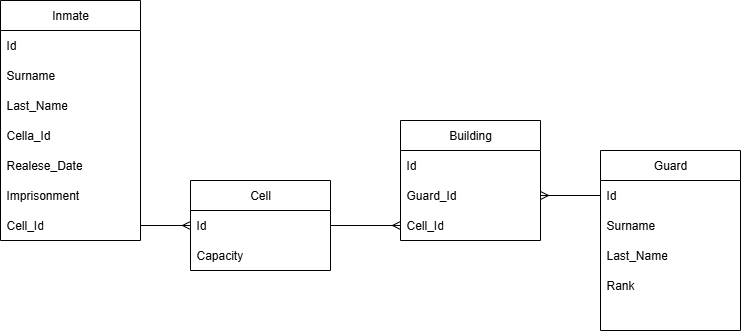 Inmate
Id
Surname
Last_Name
Cella_Id
Realese_Date
Imprisonment
Cell_Id
Cell
Id
Capacity
Building
Id
Guard_Id
Cell_Id
Guard
Id
Surname
Last_Name
Rank